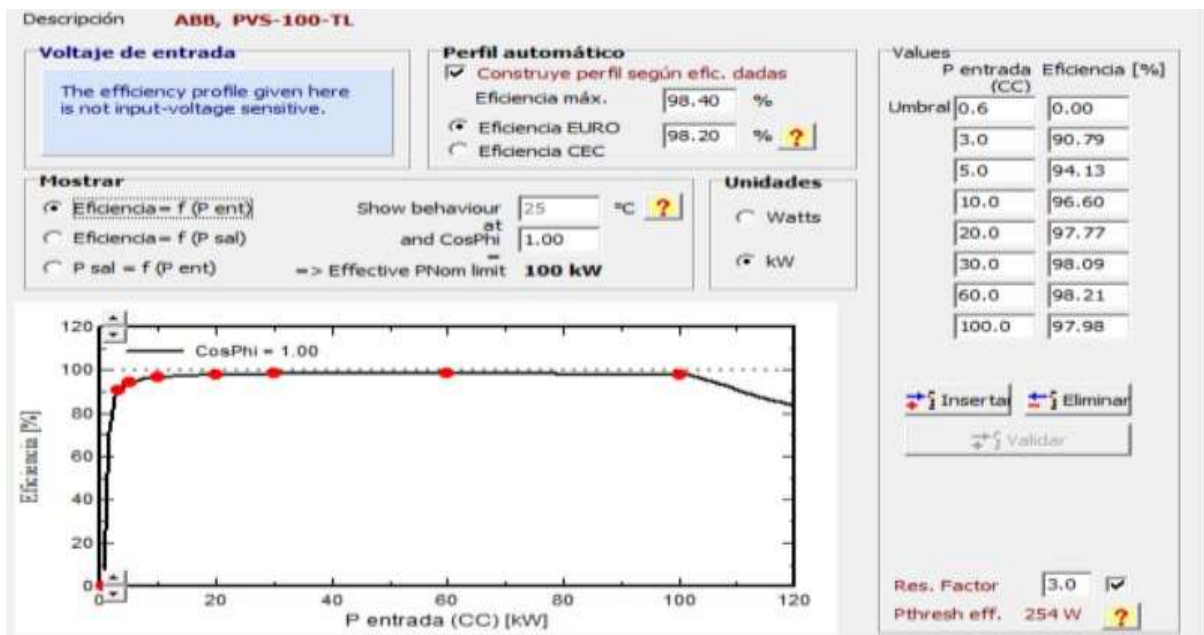 Descripción ABB, PVS-100-TL
Voltaje de entrada
The efficiency profile given here
is not input-voltage sensitive.
Perfil automático
Construye perfil según efic. dadas
Eficiencia máx. 98.40 %
Eficiencia EURO 98.20 % ?
Eficiencia CEC
Mostrar
Eficiencia= f (P ent)
Eficiencia= f (P sal)
P sal = f (P ent)
Show behaviour at 25 ºC ?
and CosPhi = 1.00
=> Effective PNom limit 100 kW
Unidades
Watts
kW
Values
P entrada (CC) Eficiencia [%]
Umbral 0.6 0.00
3.0 90.79
5.0 94.13
10.0 96.60
20.0 97.77
30.0 98.09
60.0 98.21
100.0 97.98
Inserta Eliminar
Validar
Res. Factor 3.0
Pthresh eff. 254 W ?
CosPhi = 1.00
Eficiencia [%]
120
100
80
60
40
20
0
0 20 40 60 80 100 120
P entrada (CC) [kW]